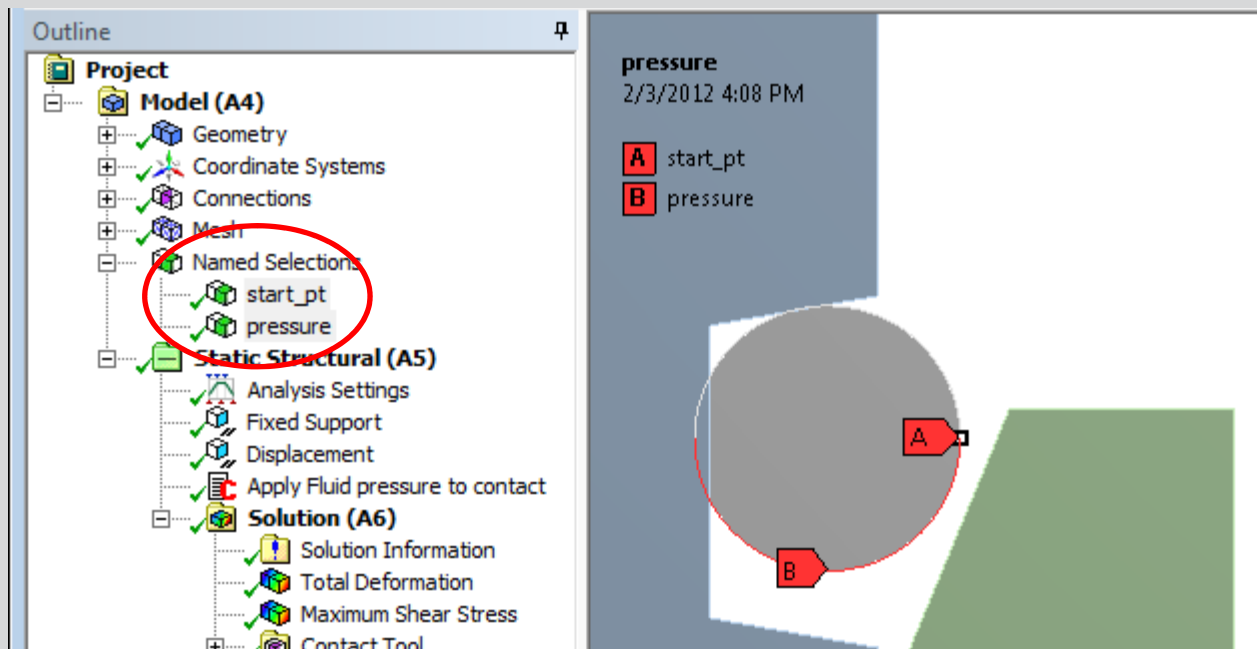 Outline
Project
Model (A4)
Geometry
Coordinate Systems
Connections
Mesh
Named Selections
start_pt
pressure
Static Structural (A5)
Analysis Settings
Fixed Support
Displacement
Apply Fluid pressure to contact
Solution (A6)
Solution Information
Total Deformation
Maximum Shear Stress
Contact Tool
pressure
2/3/2012 4:08 PM
A start_pt
B pressure
A
B